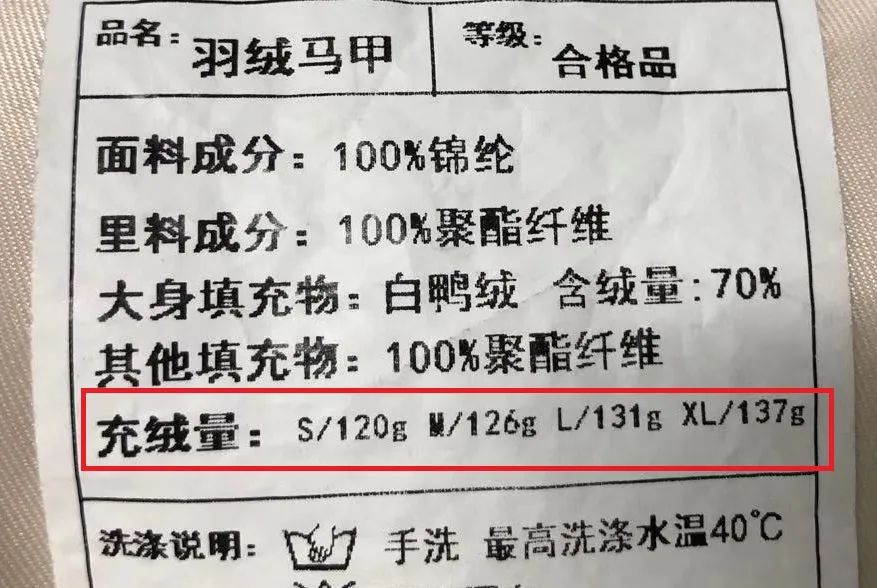 品名: 羽绒马甲 等级: 合格品
面料成分: 100%锦纶
里料成分: 100%聚酯纤维
大身填充物: 白鸭绒 含绒量:70%
其他填充物: 100%聚酯纤维
充绒量: S/120g M/126g L/131g XL/137g
洗涤说明: 手洗 最高洗涤水温40℃